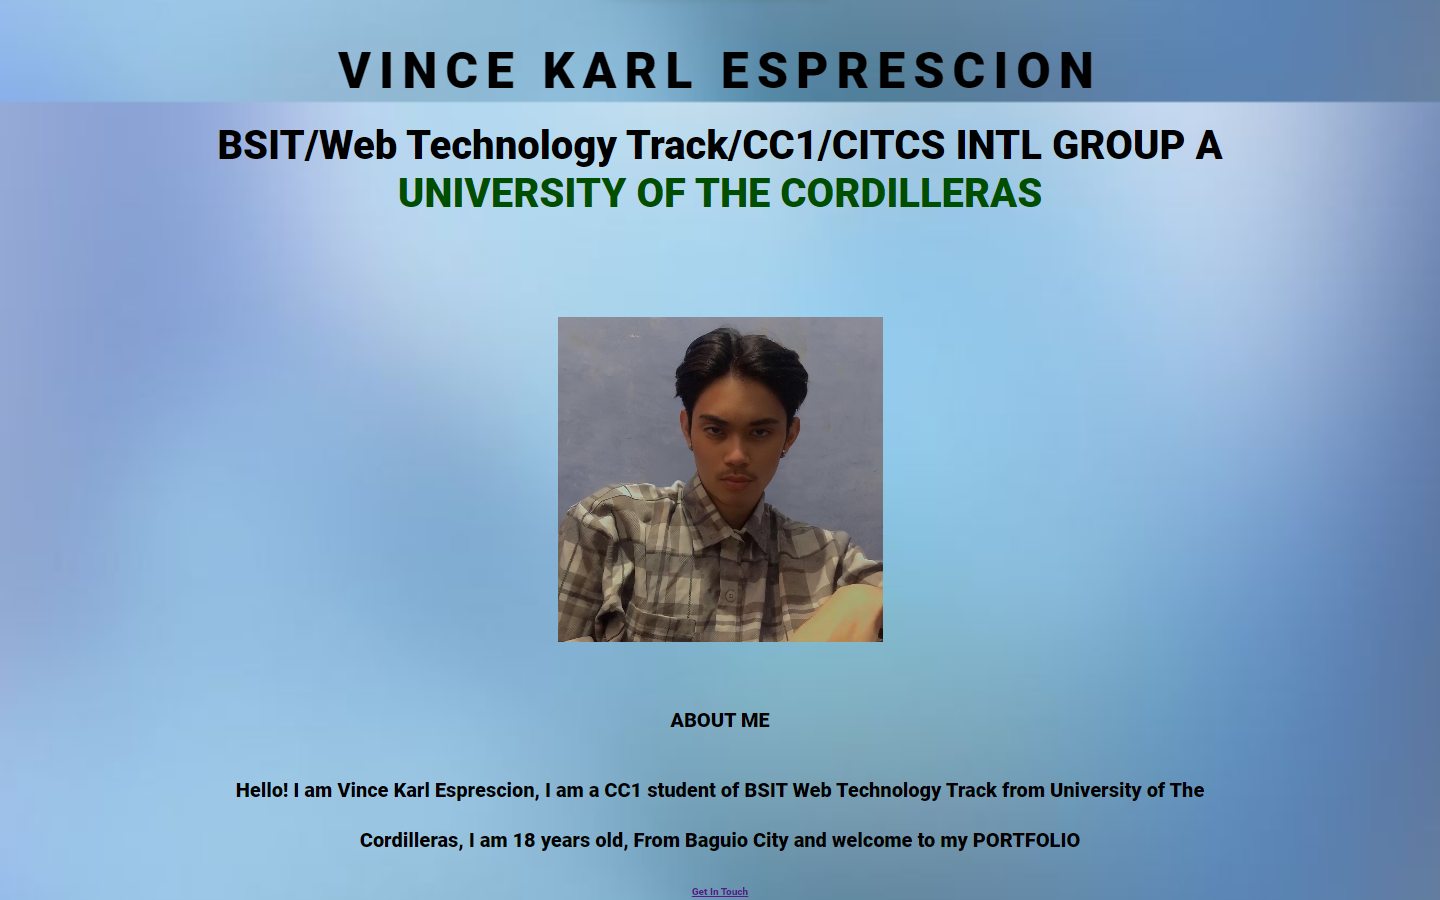 VINCE KARL ESPRESCION
BSIT/Web Technology Track/CC1/CITCS INTL GROUP A
UNIVERSITY OF THE CORDILLERAS
ABOUT ME
Hello! I am Vince Karl Esprescion, I am a CC1 student of BSIT Web Technology Track from University of The
Cordilleras, I am 18 years old, From Baguio City and welcome to my PORTFOLIO
Get In Touch